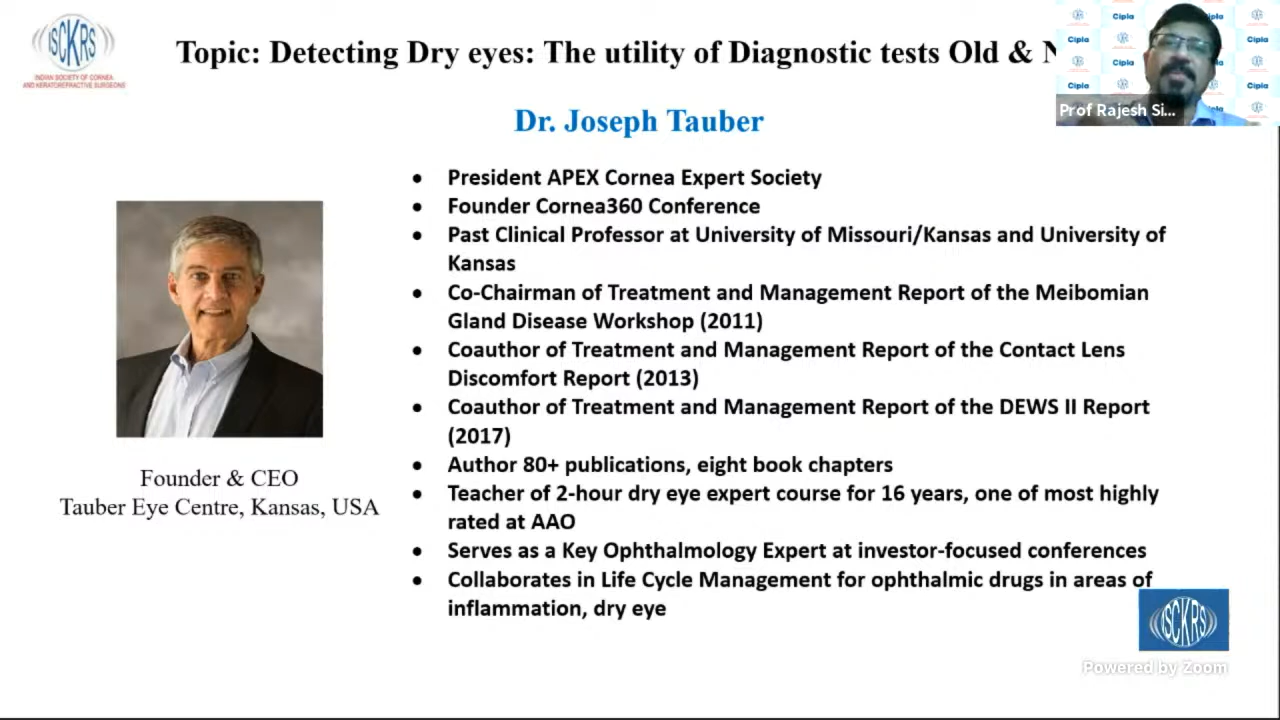 ISCKRS
INDIAN SOCIETY OF CORNEA
AND KERATOREFRACTIVE SURGEONS
Topic: Detecting Dry eyes: The utility of Diagnostic tests Old &
Cipla
Cipla
Cipla
Cipla
Cipla
Cipla
Prof Rajesh Si...
Dr. Joseph Tauber
• President APEX Cornea Expert Society
• Founder Cornea360 Conference
• Past Clinical Professor at University of Missouri/Kansas and University of
Kansas
• Co-Chairman of Treatment and Management Report of the Meibomian
Gland Disease Workshop (2011)
• Coauthor of Treatment and Management Report of the Contact Lens
Discomfort Report (2013)
• Coauthor of Treatment and Management Report of the DEWS II Report
(2017)
• Author 80+ publications, eight book chapters
• Teacher of 2-hour dry eye expert course for 16 years, one of most highly
rated at AAO
• Serves as a Key Ophthalmology Expert at investor-focused conferences
• Collaborates in Life Cycle Management for ophthalmic drugs in areas of
inflammation, dry eye
Founder & CEO
Tauber Eye Centre, Kansas, USA
ISCKRS
Powered by Zoom